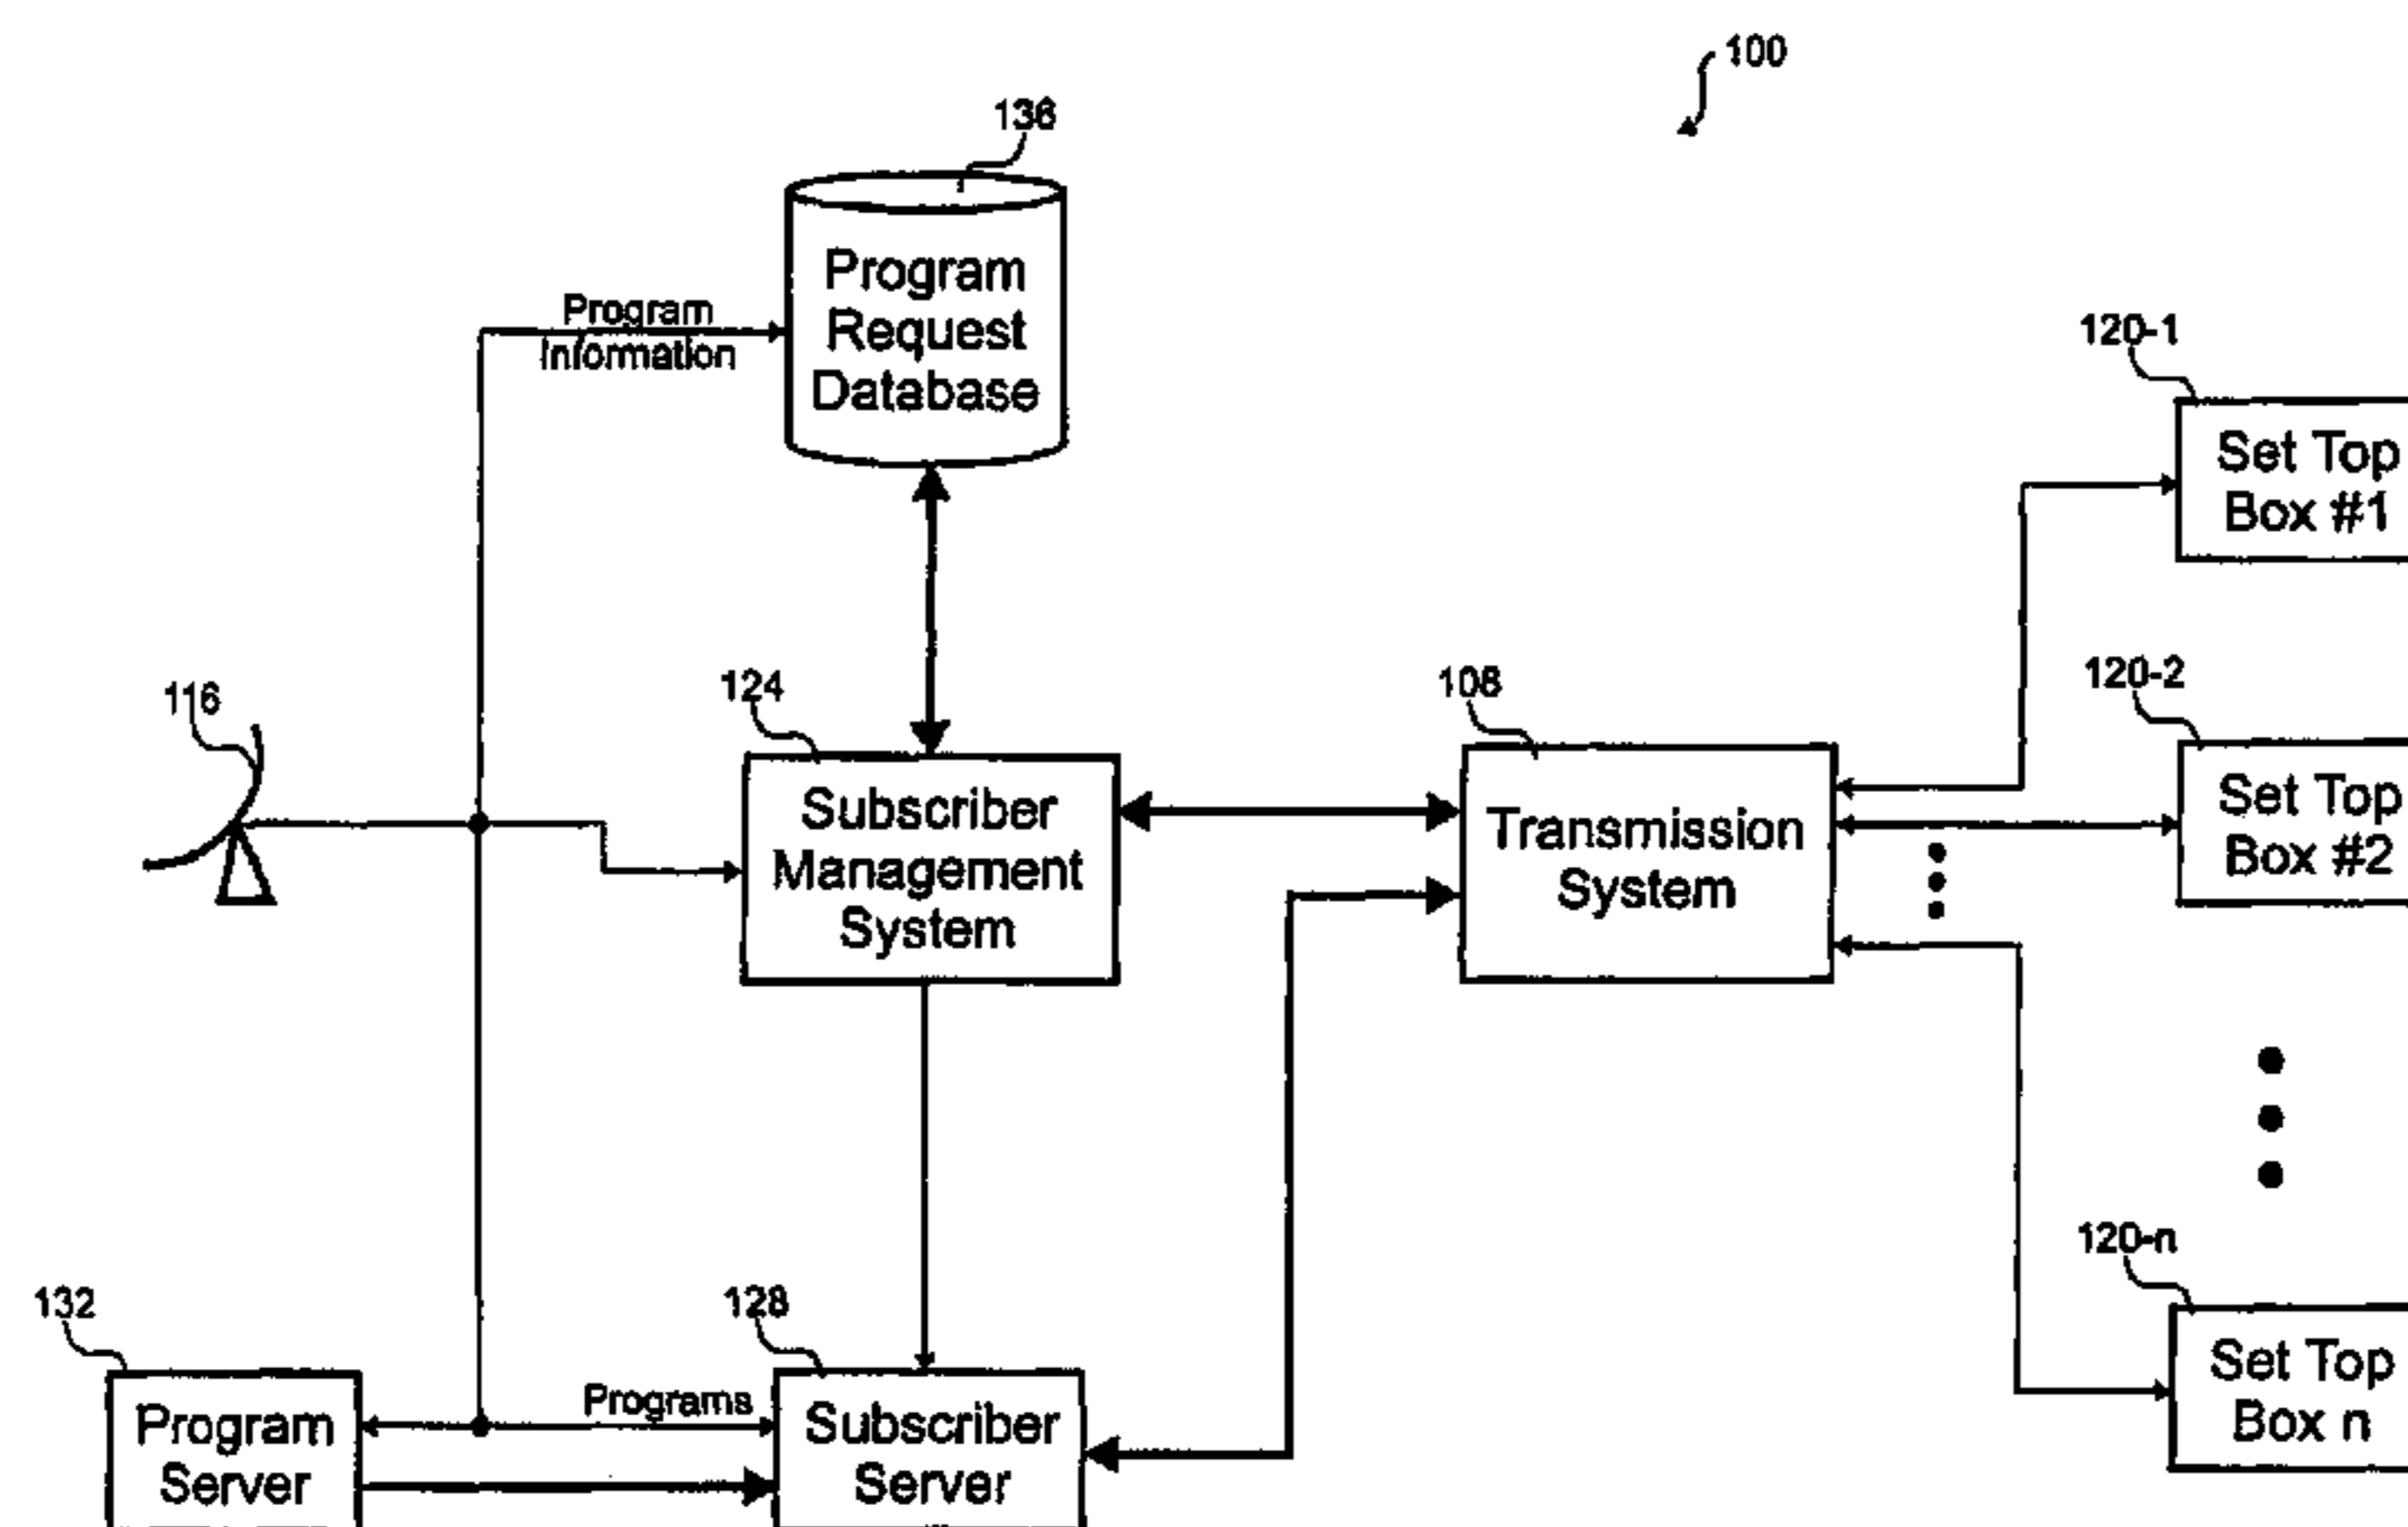 100
136
Program
Request
Database
Program
Information
120-1
Set Top
Box #1
116
124
Subscriber
Management
System
108
Transmission
System
120-2
Set Top
Box #2
120-n
Set Top
Box n
132
Program
Server
Programs
128
Subscriber
Server